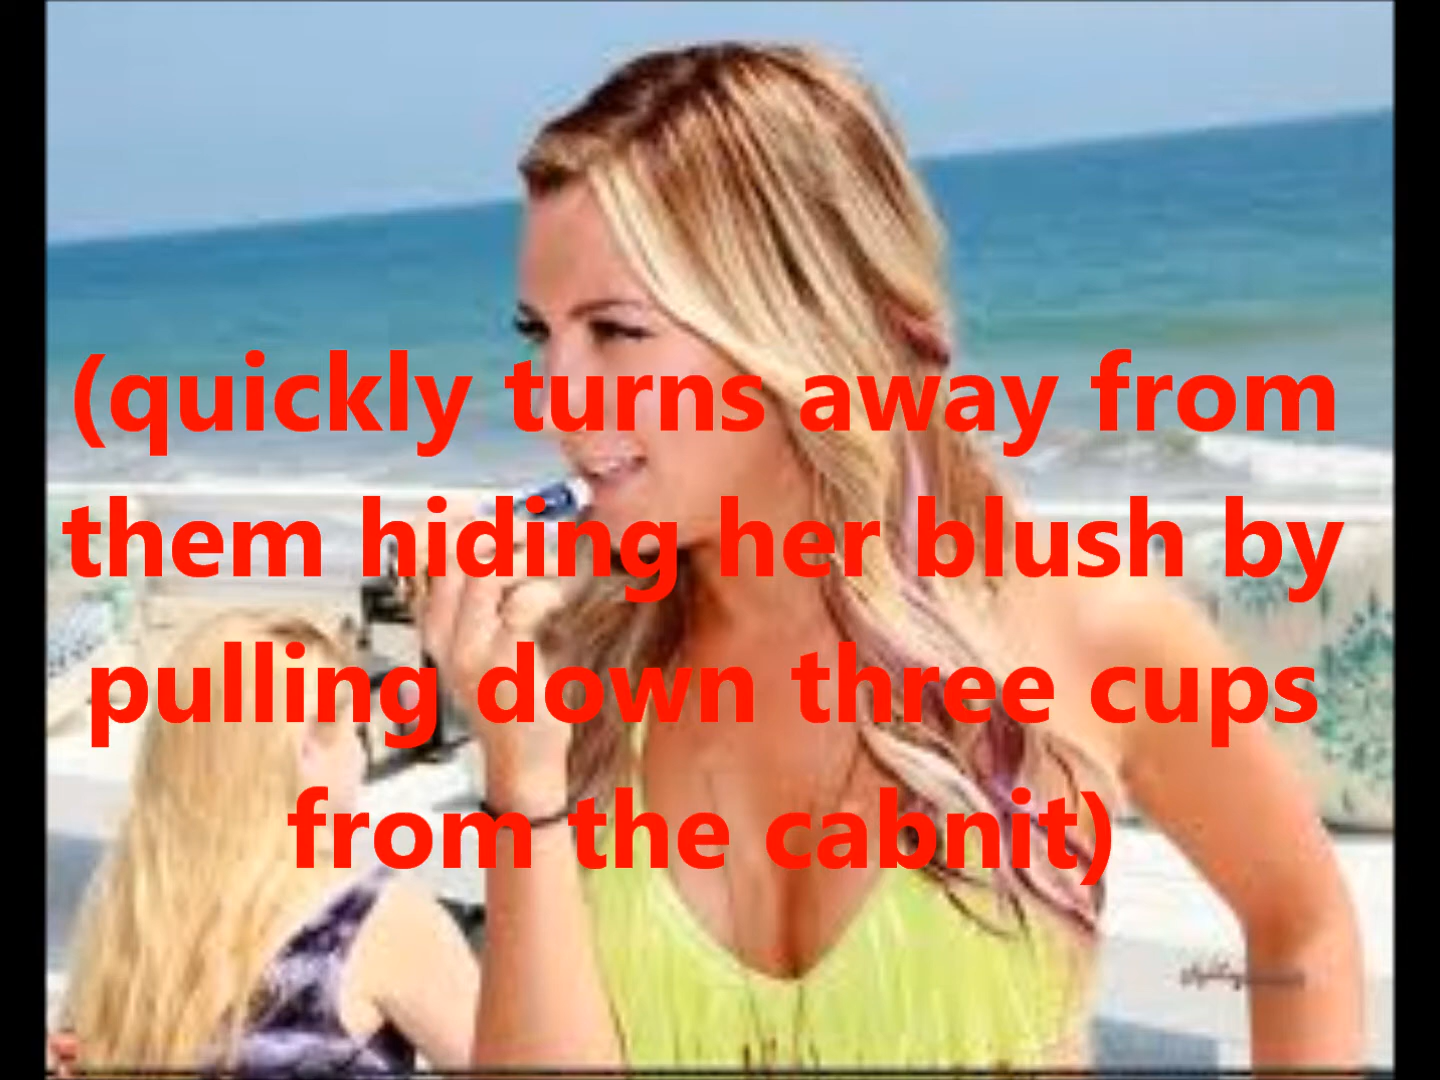 (quickly turns away from
them hiding her blush by
pulling down three cups
from the cabnit)